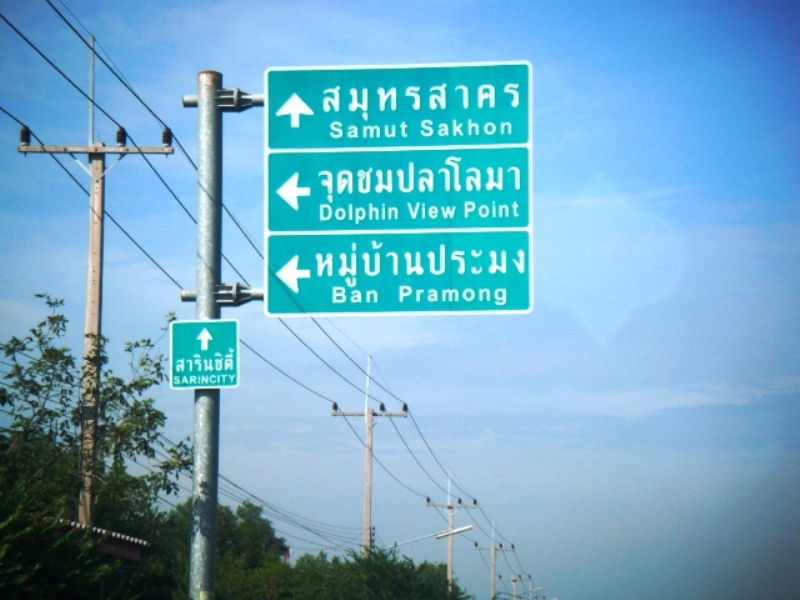 สมุทรสาคร
Samut Sakhon
จุดชมปลาโลมา
Dolphin View Point
หมู่บ้านประมง
Ban Pramong
สารินซิตี้
SARINCITY